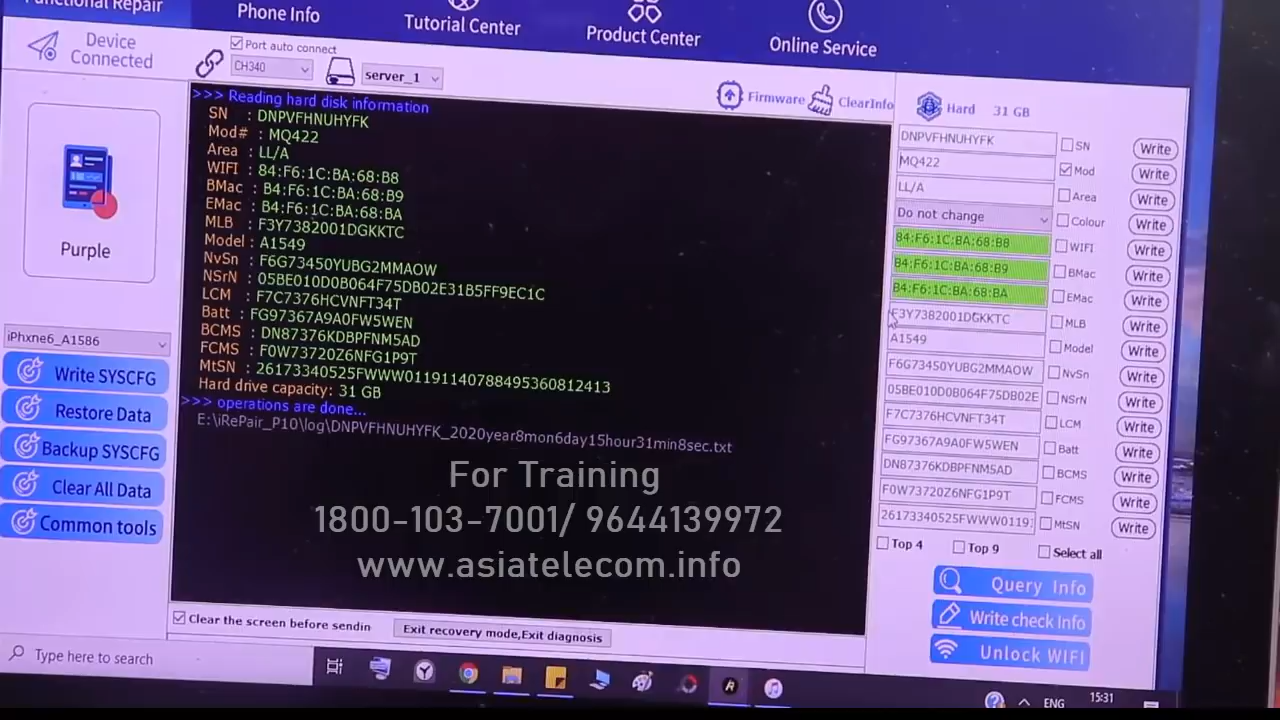 Functional Repair
Phone Info
Tutorial Center
Product Center
Online Service
Device
Connected
Port auto connect
CH340
server_1
Firmware
ClearInfo
Hard 31 GB
Purple
iPhxne6_A1586
Write SYSCFG
Restore Data
Backup SYSCFG
Clear All Data
Common tools
>>> Reading hard disk information
SN : DNPVFHNUHYFK
Mod# : MQ422
Area : LL/A
WIFI : 84:F6:1C:BA:68:B8
BMac : B4:F6:1C:BA:68:B9
EMac : B4:F6:1C:BA:68:BA
MLB : F3Y7382001DGKKTC
Model : A1549
NvSn : F6G73450YUBG2MMAOW
NSrN : 05BE010D0B064F75DB02E31B5FF9EC1C
LCM : F7C7376HCVNFT34T
Batt : FG97367A9A0FW5WEN
BCMS : DN87376KDBPFNM5AD
FCMS : F0W73720Z6NFG1P9T
MtSN : 26173340525FWWW01191140788495360812413
Hard drive capacity: 31 GB
>>> operations are done...
E:\iRePair_P10\log\DNPVFHNUHYFK_2020year8mon6day15hour31min8sec.txt
For Training
1800-103-7001/ 9644139972
www.asiatelecom.info
DNPVFHNUHYFK SN Write
MQ422 Mod Write
LL/A Area Write
Do not change Colour Write
84:F6:1C:BA:68:B8 WIFI Write
B4:F6:1C:BA:68:B9 BMac Write
B4:F6:1C:BA:68:BA EMac Write
F3Y7382001DGKKTC MLB Write
A1549 Model Write
F6G73450YUBG2MMAOW NvSn Write
05BE010D0B064F75DB02E NSrN Write
F7C7376HCVNFT34T LCM Write
FG97367A9A0FW5WEN Batt Write
DN87376KDBPFNM5AD BCMS Write
F0W73720Z6NFG1P9T FCMS Write
26173340525FWWW0119 MtSN Write
Top 4 Top 9 Select all
Query Info
Write check info
Unlock WIFI
Clear the screen before sendin
Exit recovery mode,Exit diagnosis
Type here to search
ENG
15:31